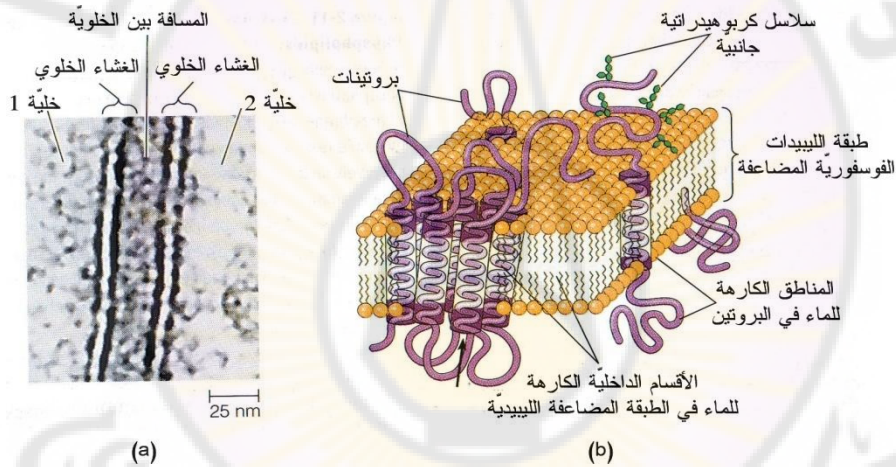 المسافة بين الخلويّة
الغشاء الخلوي
الغشاء الخلوي
خليّة 1
خليّة 2
25 nm
(a)
سلاسل كربوهيدراتية
جانبيّة
بروتينات
طبقة الليبيدات
الفوسفوريّة المضاعفة
المناطق الكارهة
للماء في البروتين
الأقسام الداخليّة الكارهة
للماء في الطبقة المضاعفة الليبيديّة
(b)